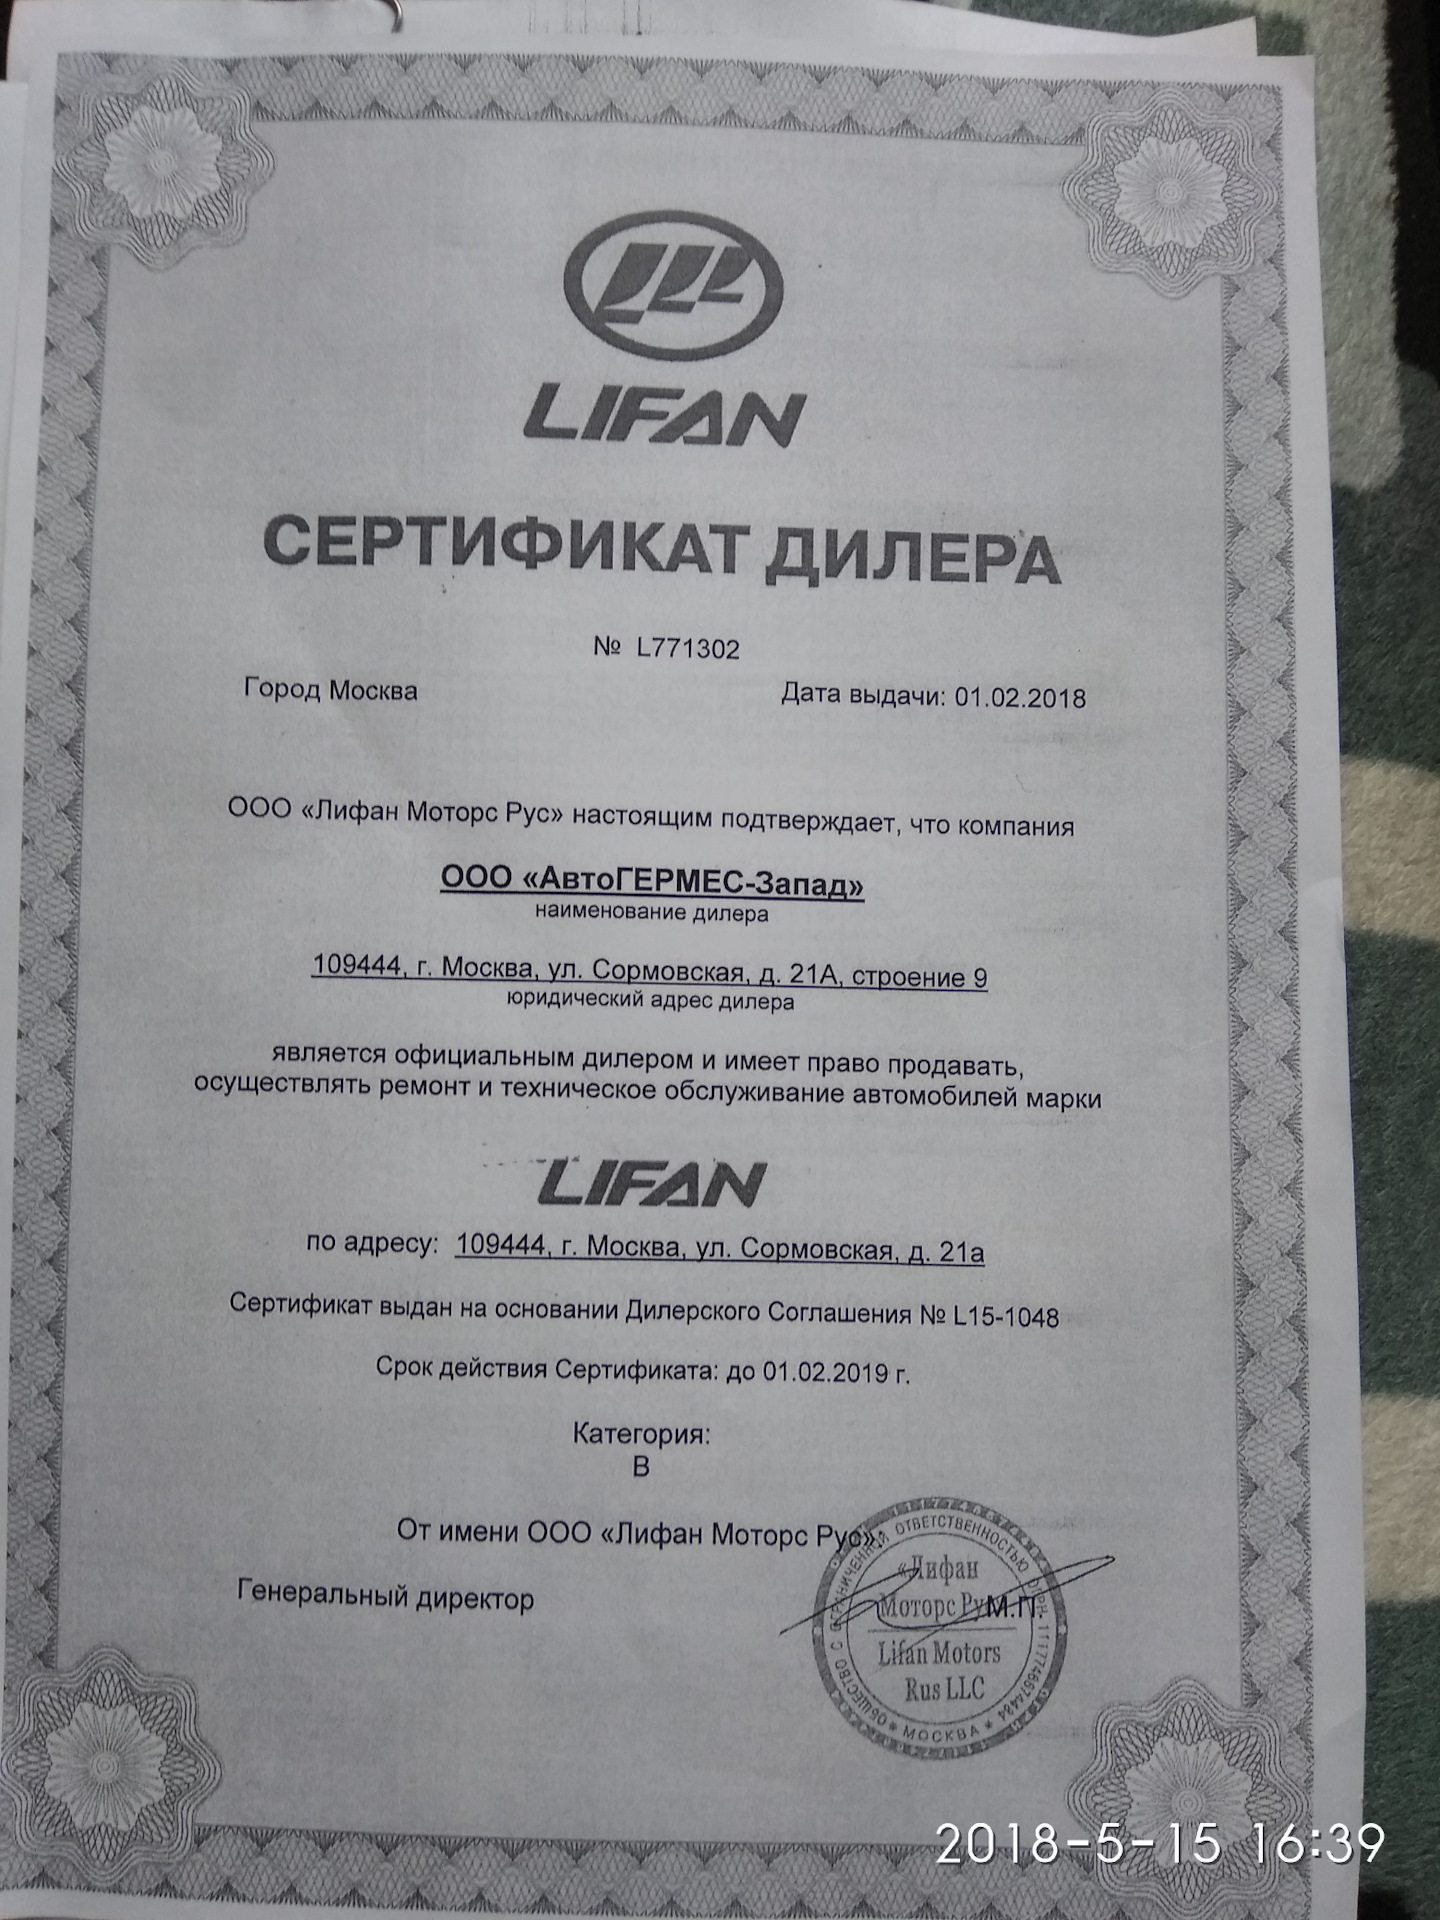 LIFAN
СЕРТИФИКАТ ДИЛЕРА
№ L771302
Город Москва Дата выдачи: 01.02.2018
ООО «Лифан Моторс Рус» настоящим подтверждает, что компания
ООО «АвтоГЕРМЕС-Запад»
наименование дилера
109444, г. Москва, ул. Сормовская, д. 21А, строение 9
юридический адрес дилера
является официальным дилером и имеет право продавать,
осуществлять ремонт и техническое обслуживание автомобилей марки
LIFAN
по адресу: 109444, г. Москва, ул. Сормовская, д. 21а
Сертификат выдан на основании Дилерского Соглашения № L15-1048
Срок действия Сертификата: до 01.02.2019 г.
Категория:
В
От имени ООО «Лифан Моторс Рус»
Генеральный директор
М.П.
ОБЩЕСТВО С ОГРАНИЧЕННОЙ ОТВЕТСТВЕННОСТЬЮ
* МОСКВА *
«Лифан
Моторс
Lifan Motors
Rus LLC
2018-5-15 16:39